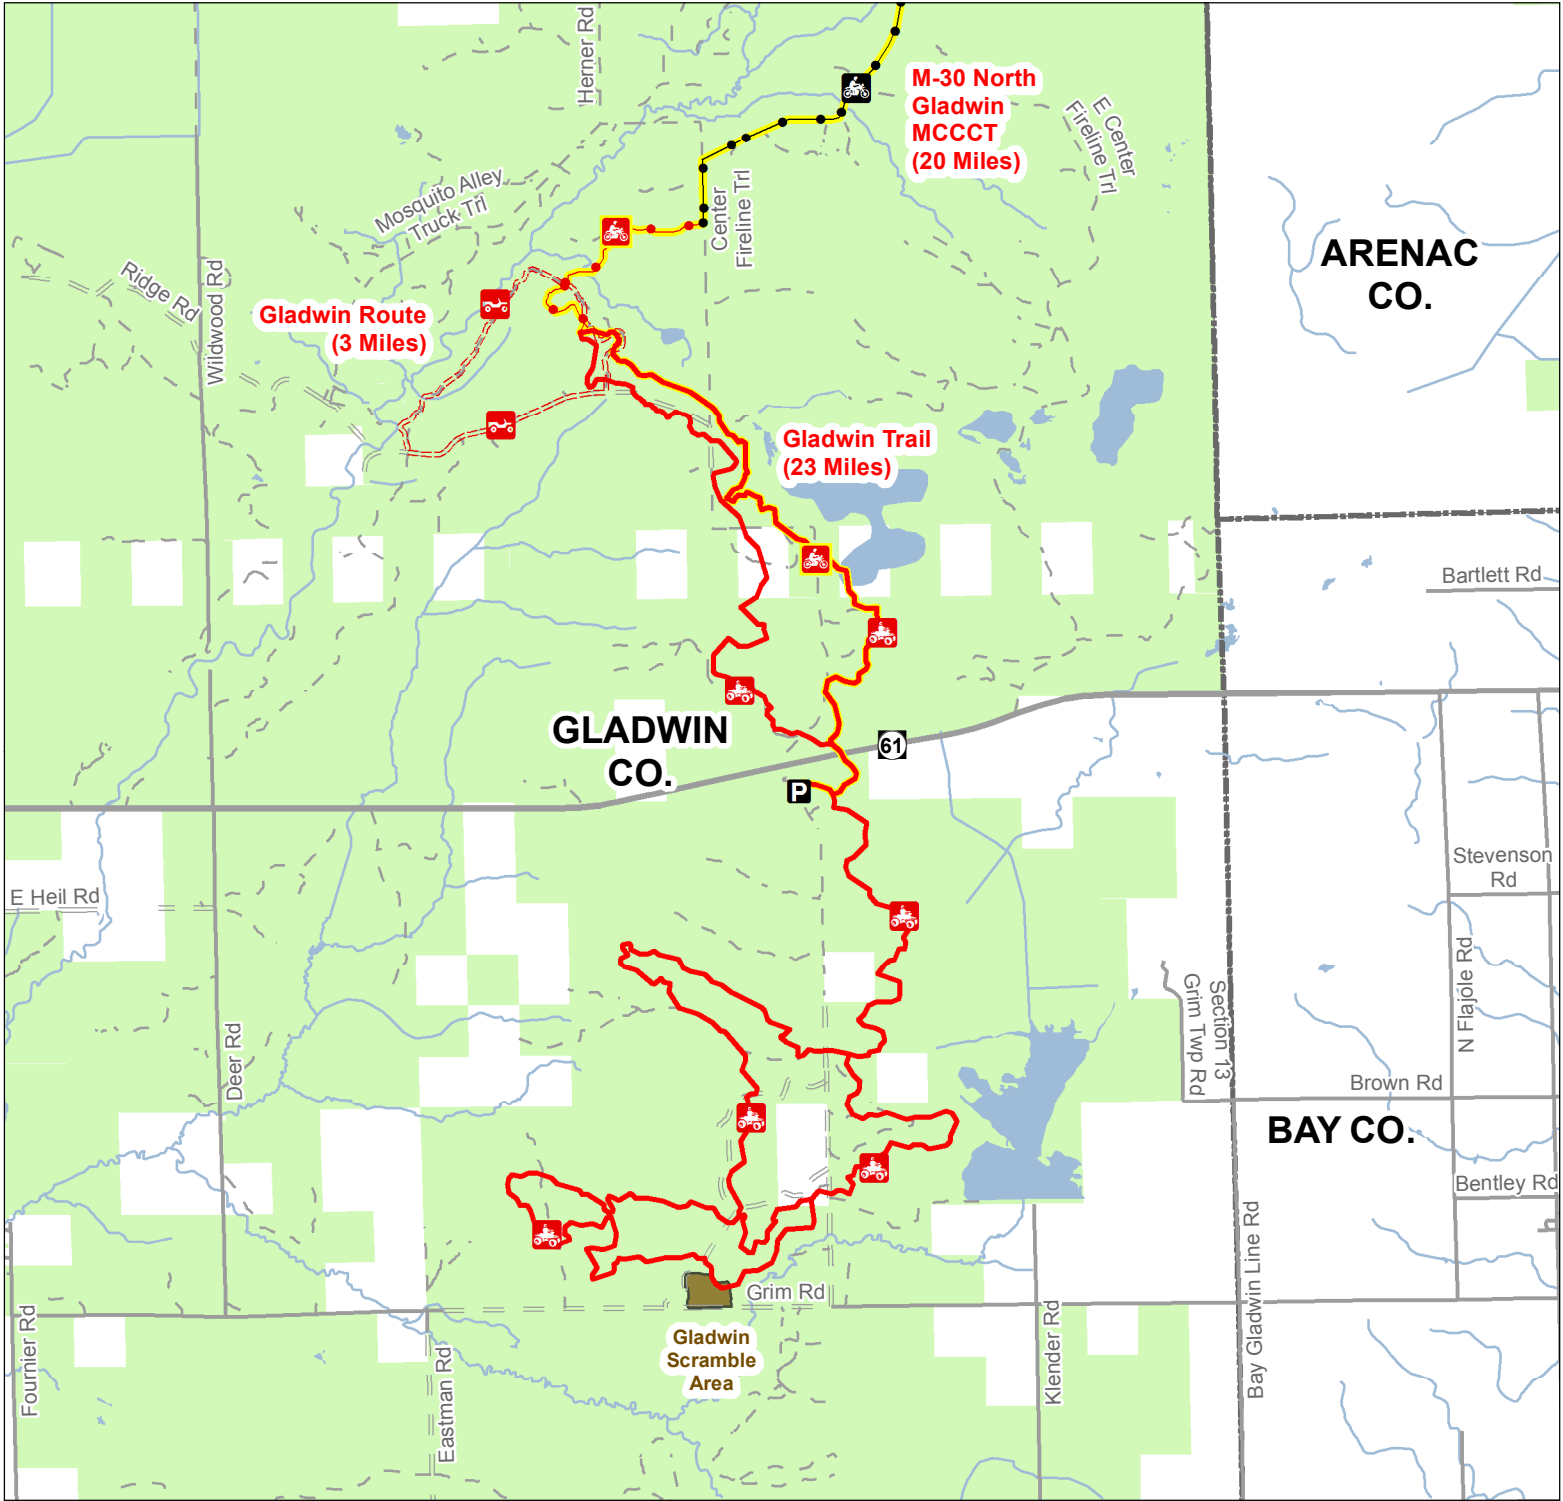 Herner Rd
M-30 North
Gladwin
MCCCT
(20 Miles)
E Center
Fireline Trl
Mosquito Alley
Truck Trl
Center
Fireline Trl
Ridge Rd
Wildwood Rd
ARENAC
CO.
Gladwin Route
(3 Miles)
Gladwin Trail
(23 Miles)
Bartlett Rd
GLADWIN
CO.
61
P
Stevenson
Rd
E Heil Rd
N Flajole Rd
Section 13
Grim Twp Rd
Deer Rd
Brown Rd
BAY CO.
Bentley Rd
Bay Gladwin Line Rd
Grim Rd
Gladwin
Scramble
Area
Fournier Rd
Eastman Rd
Klender Rd